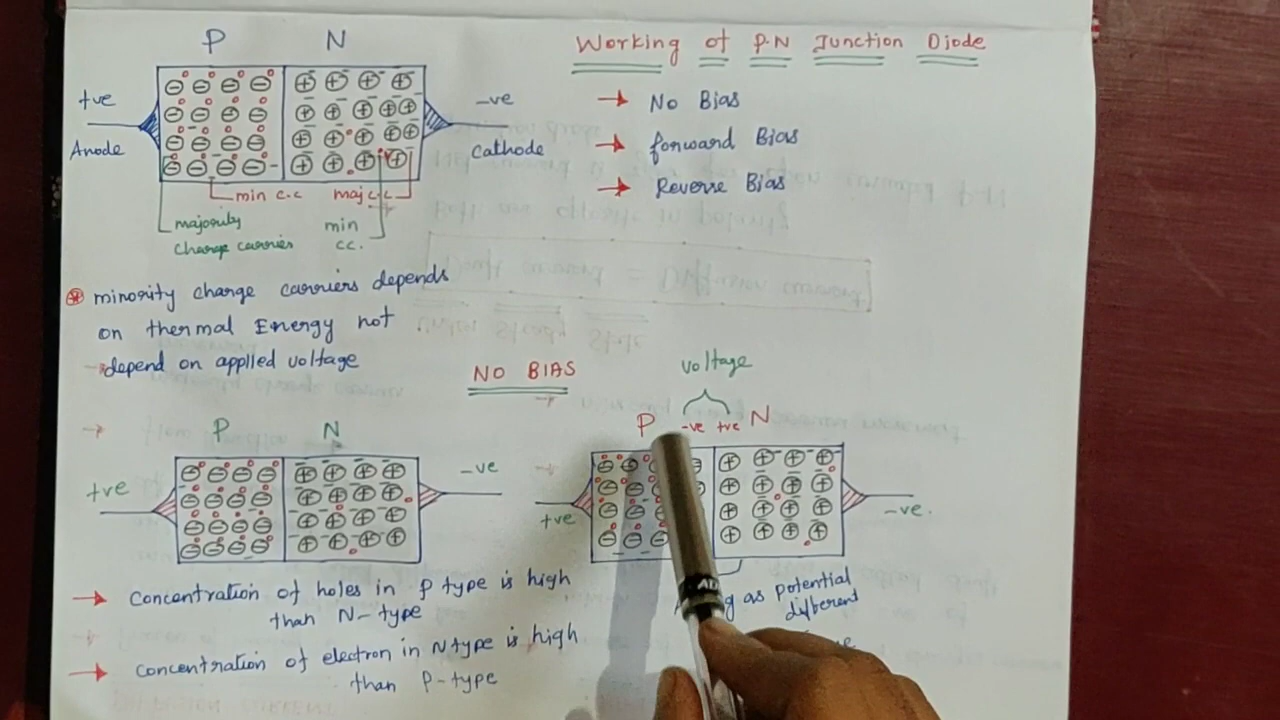 P N
Working of P.N Junction Diode
+ve
-ve
Anode
Cathode
→ No Bias
→ forward Bias
→ Reverse Bias
min c.c maj c.c
majority
charge carrier
min
cc.
minority charge carriers depends
on thermal Energy not
depend on applied voltage
NO BIAS
voltage
P N
+ve
-ve
P -ve +ve N
+ve
-ve.
→ Concentration of holes in P type is high
than N-type
→ concentration of electron in N type is high
than P-type
as potential
different